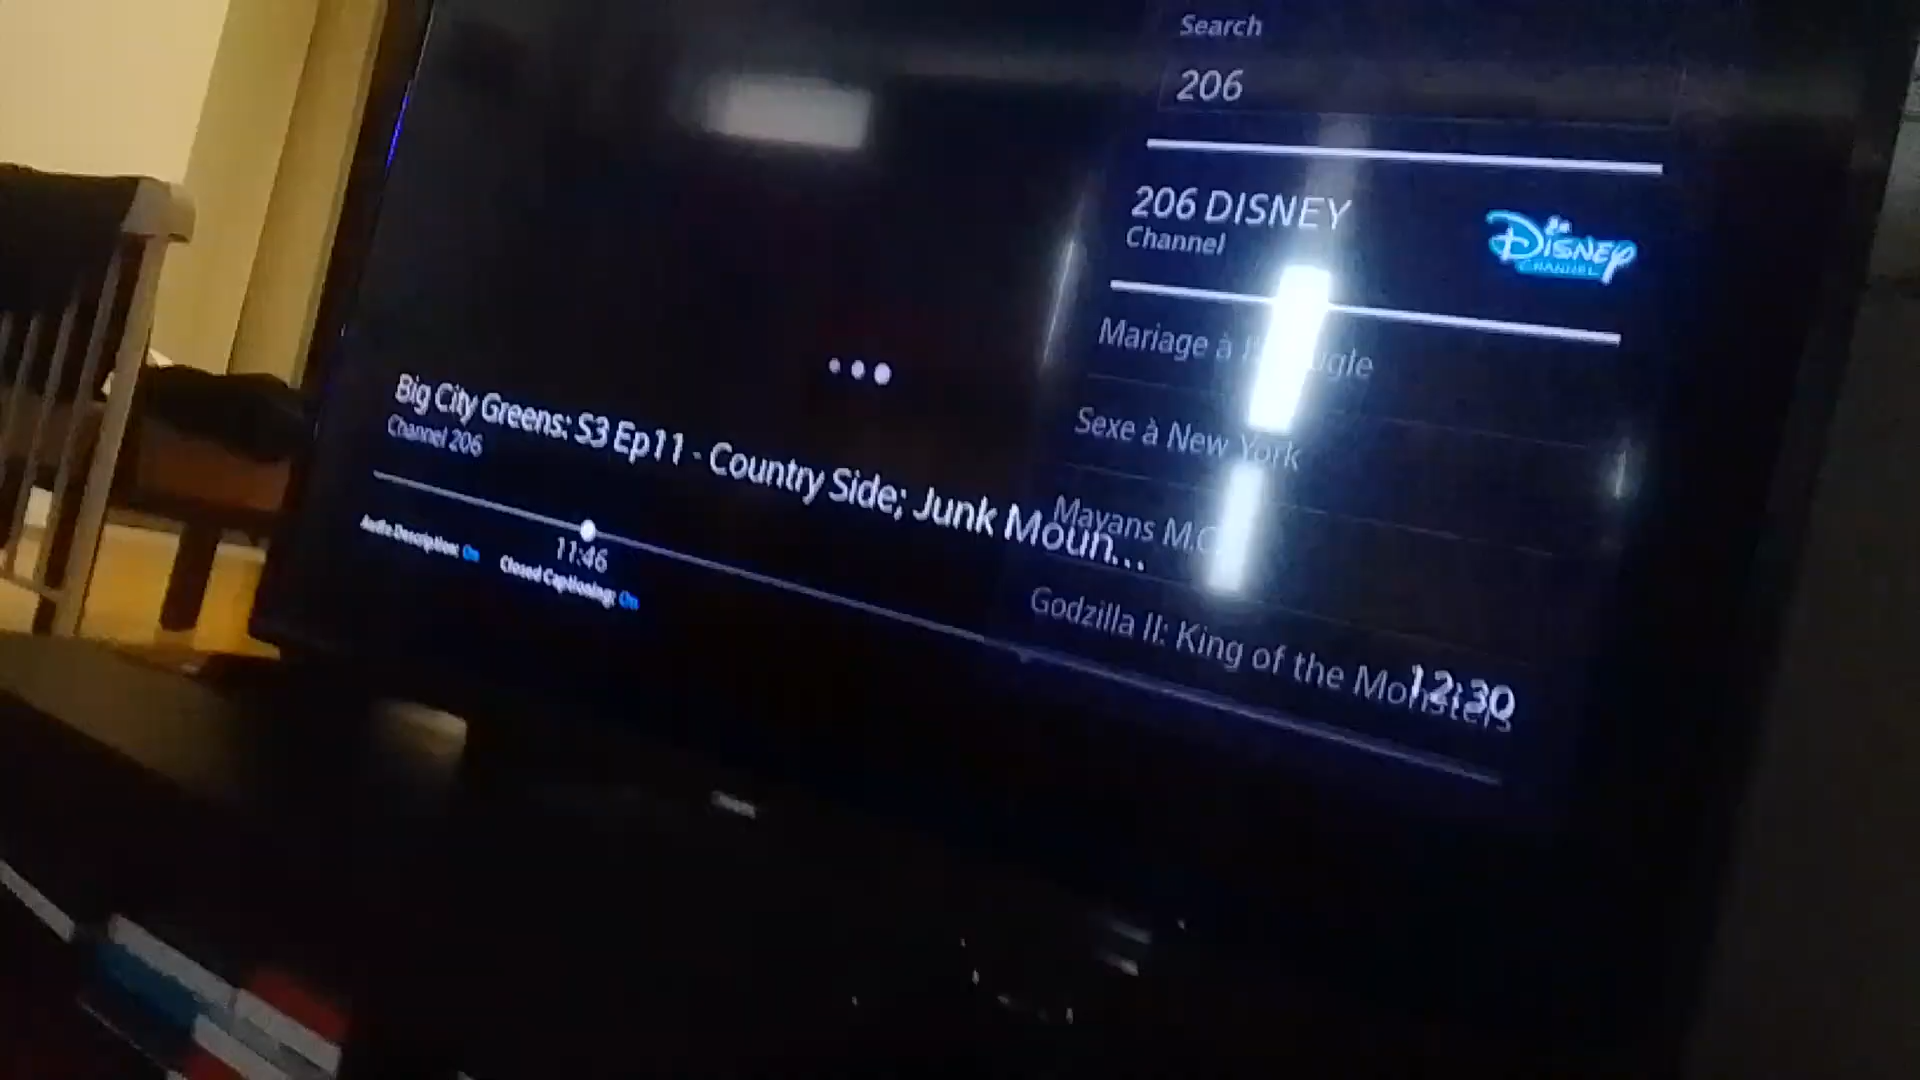 Search
206
206 DISNEY
Channel
DISNEY
CHANNEL
Mariage à
Sexe à New York
Mayans M.C.
Godzilla II: King of the Monsters
Big City Greens: S3 Ep11 - Country Side; Junk Moun...
Channel 206
11:46
12:30
Audio Description: On
Closed Captioning: On